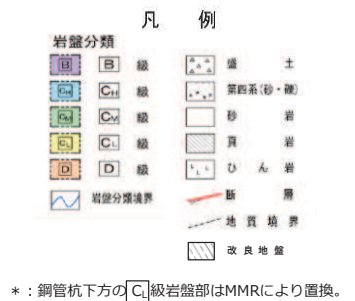 凡 例
岩盤分類
B B 級
CH CH 級
CM CM 級
CL CL 級
D D 級
岩盤分類境界
盛 土
第四系(砂・礫)
砂 岩
頁 岩
ひ ん 岩
断 層
地 質 境 界
改 良 地 盤
*：鋼管杭下方のCL級岩盤部はMMRにより置換。